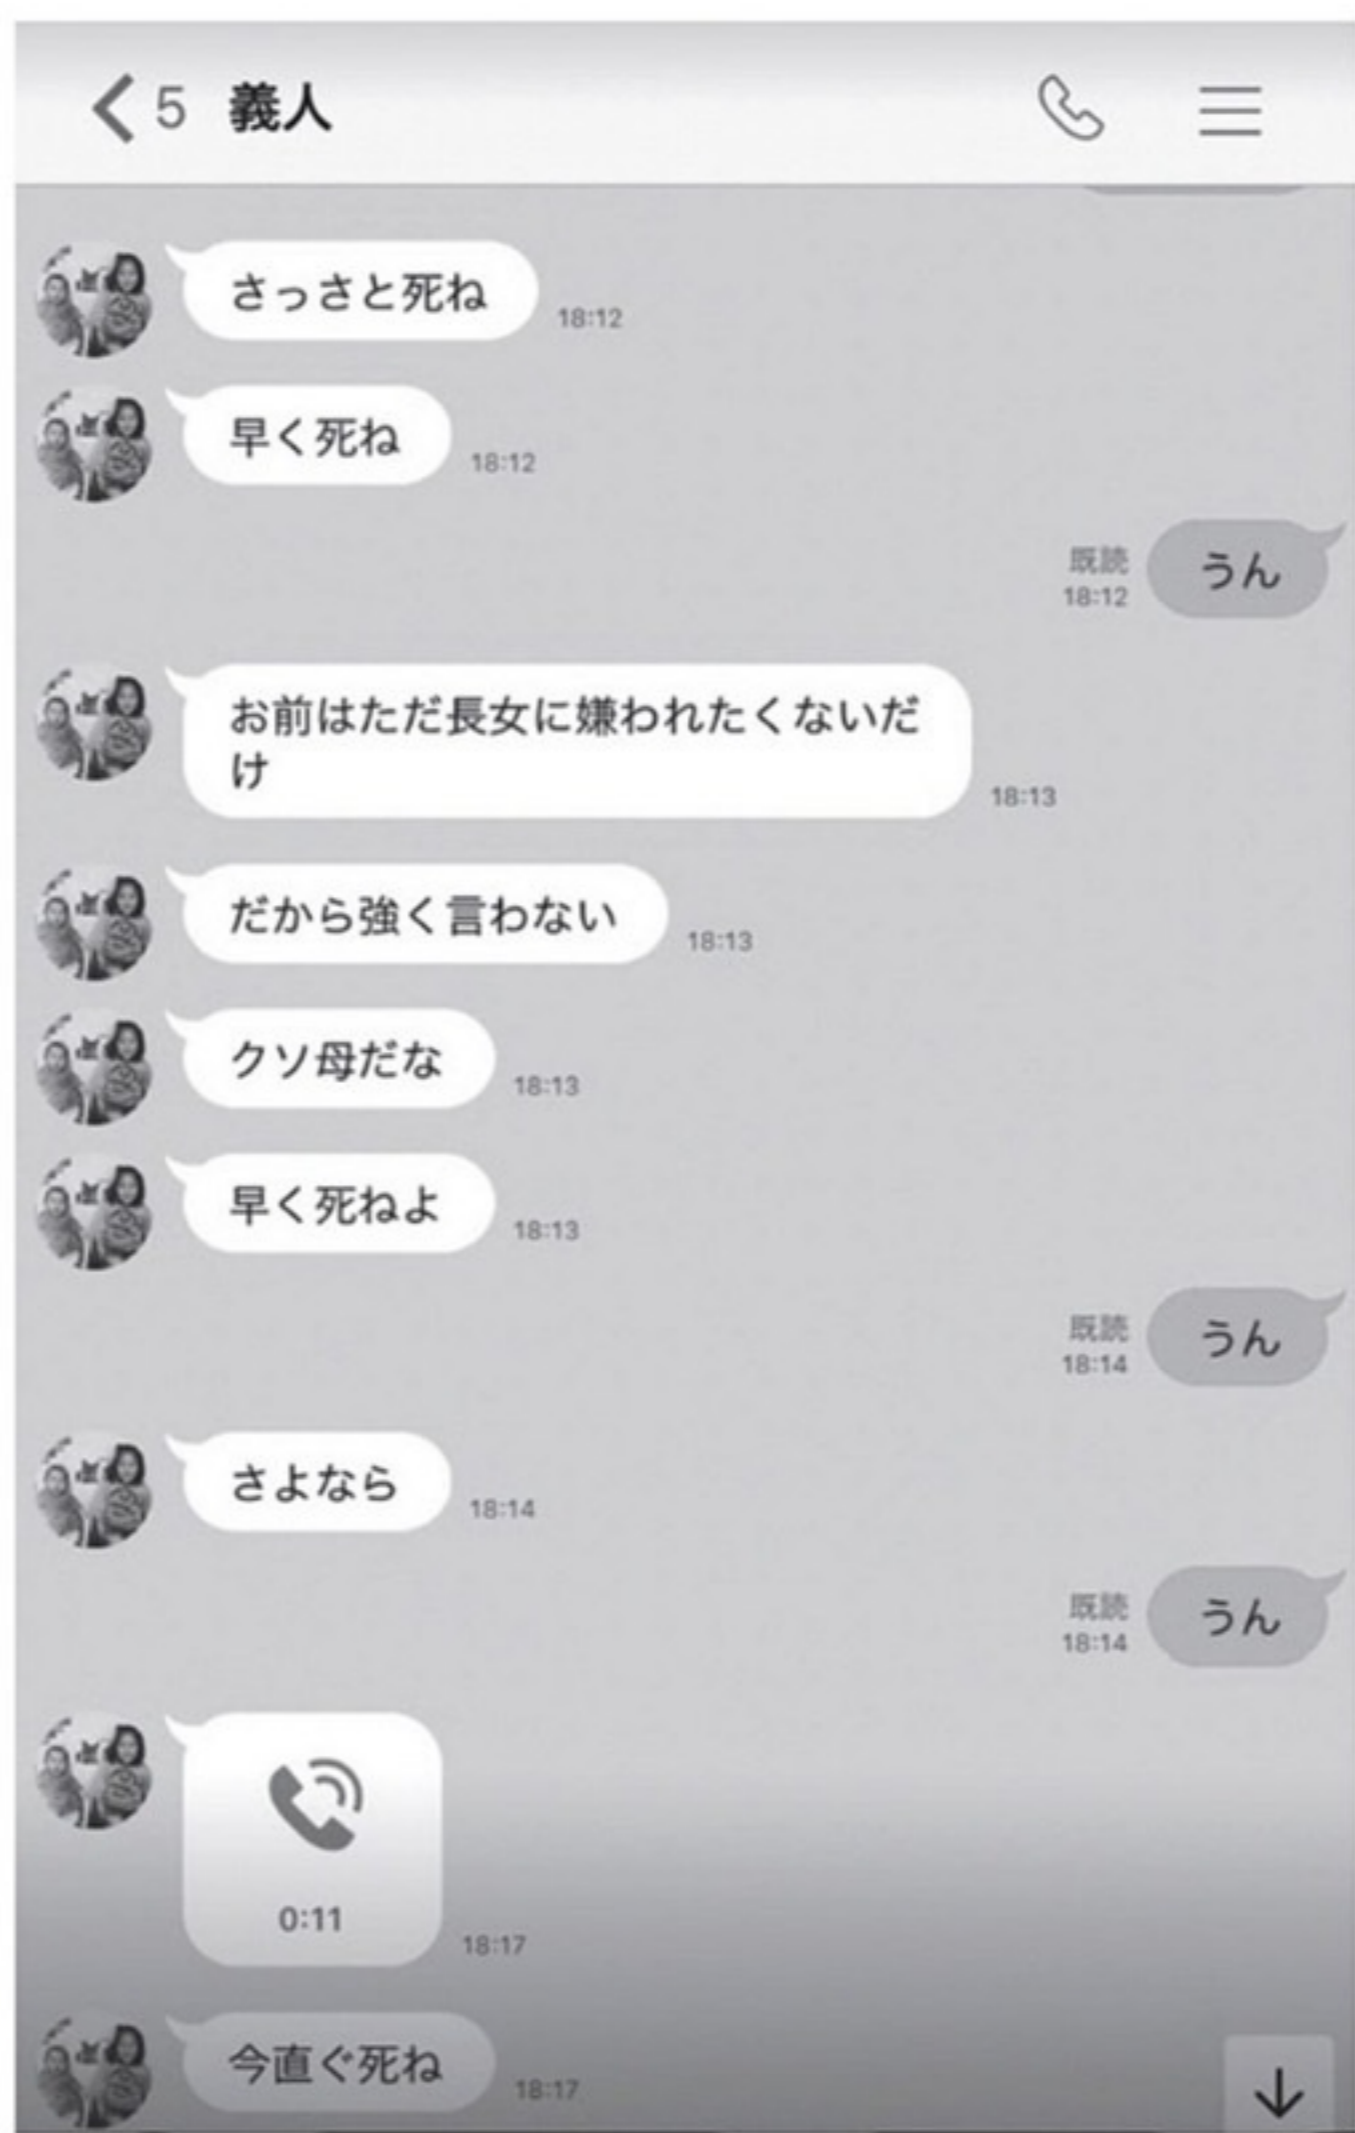 5 義人
さっさと死ね
18:12
早く死ね
18:12
うん
既読
18:12
お前はただ長女に嫌われたくないだ
け
18:13
だから強く言わない
18:13
クソ母だな
18:13
早く死ねよ
18:13
うん
既読
18:14
さよなら
18:14
うん
既読
18:14
0:11
18:17
今直ぐ死ね
18:17